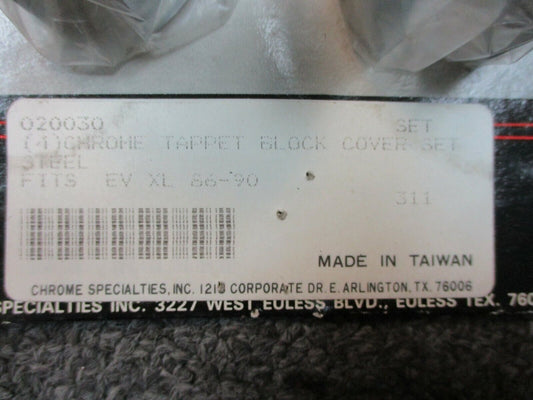 020030 SET
(4)CHROME TAPPET BLOCK COVER SET
STEEL
FITS EV XL 86-90
311
MADE IN TAIWAN
CHROME SPECIALTIES, INC. CORPORATE DR. E. ARLINGTON, TX. 76006
SPECIALTIES INC. 3227 WEST EULESS BLVD., EULESS TEX.